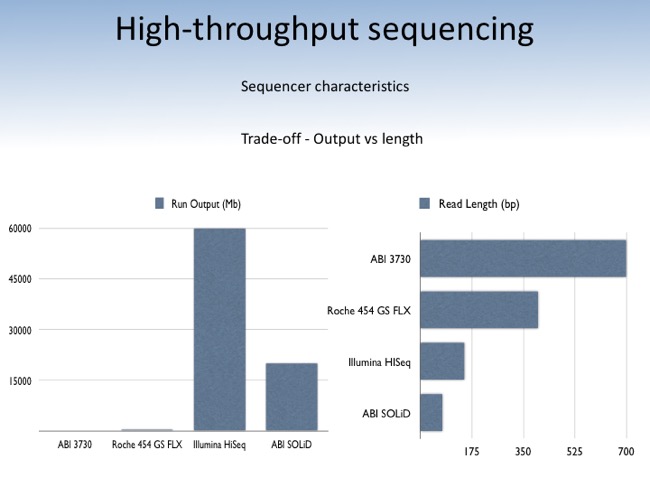 High-throughput sequencing
Sequencer characteristics
Trade-off - Output vs length
Run Output (Mb)
60000
45000
30000
15000
ABI 3730
Roche 454 GS FLX
Illumina HiSeq
ABI SOLiD
Read Length (bp)
ABI 3730
Roche 454 GS FLX
Illumina HISeq
ABI SOLiD
175
350
525
700